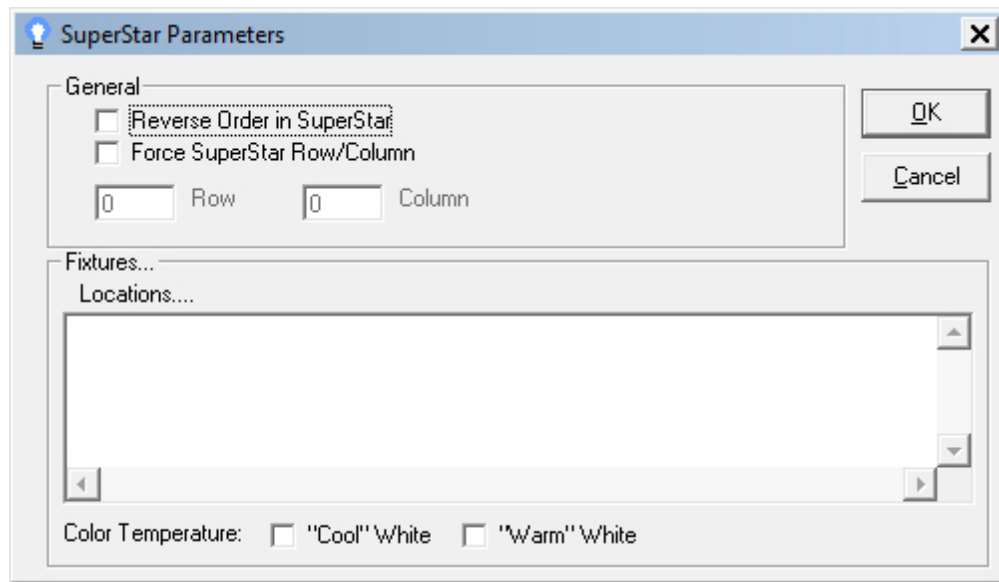 SuperStar Parameters
General
Reverse Order in SuperStar
Force SuperStar Row/Column
0 Row 0 Column
OK
Cancel
Fixtures...
Locations....
Color Temperature: "Cool" White "Warm" White